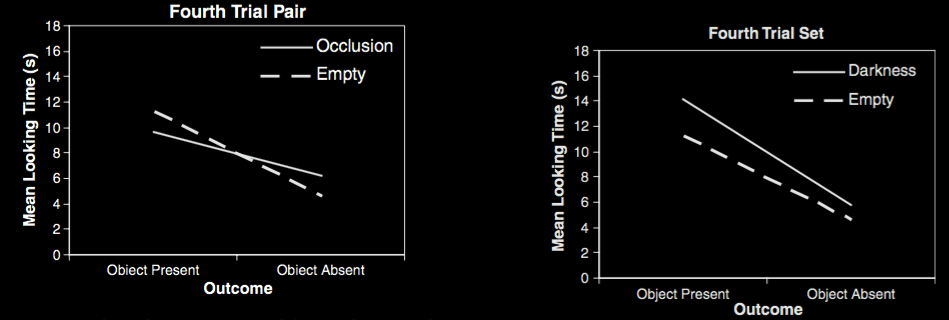 Fourth Trial Pair
Mean Looking Time (s)
18
16
14
12
10
8
6
4
2
0
Occlusion
Empty
Object Present
Object Absent
Outcome
Fourth Trial Set
Mean Looking Time (s)
18
16
14
12
10
8
6
4
2
0
Darkness
Empty
Object Present
Object Absent
Outcome